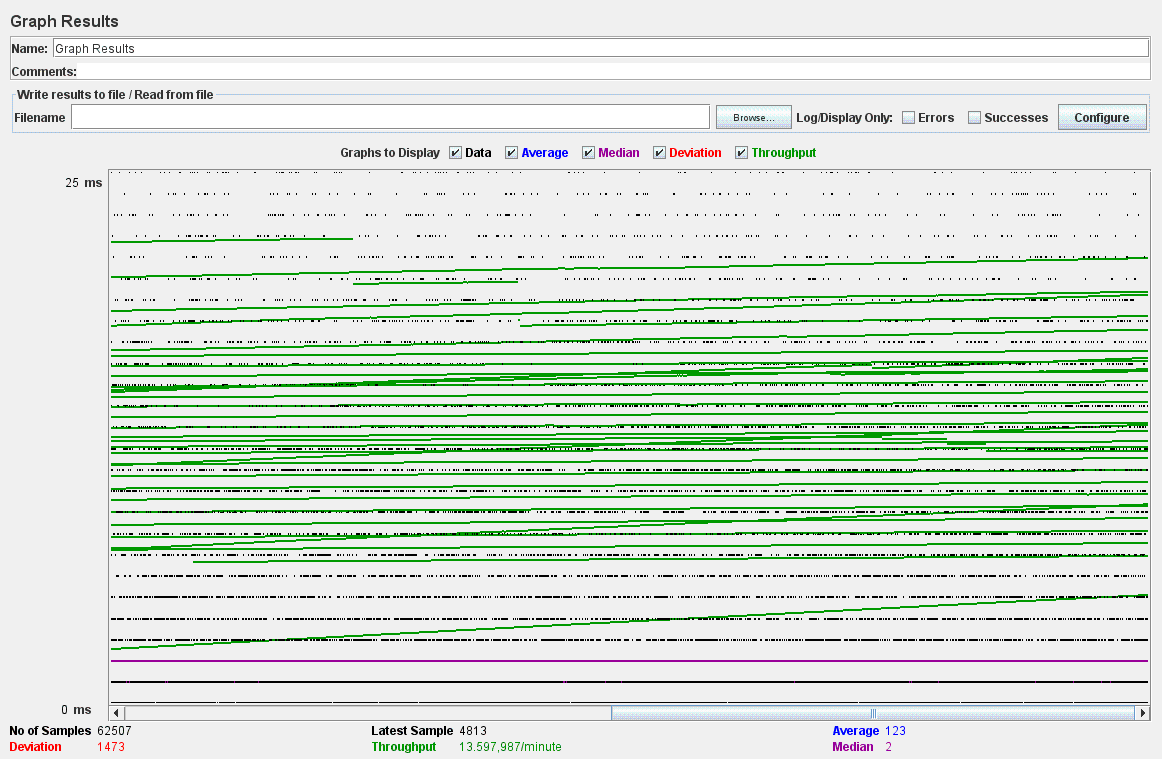 Graph Results
Name: Graph Results
Comments:
Write results to file / Read from file
Filename Browse... Log/Display Only: Errors Successes Configure
Graphs to Display Data Average Median Deviation Throughput
25 ms
0 ms
No of Samples 62507 Latest Sample 4813 Average 123
Deviation 1473 Throughput 13.597,987/minute Median 2